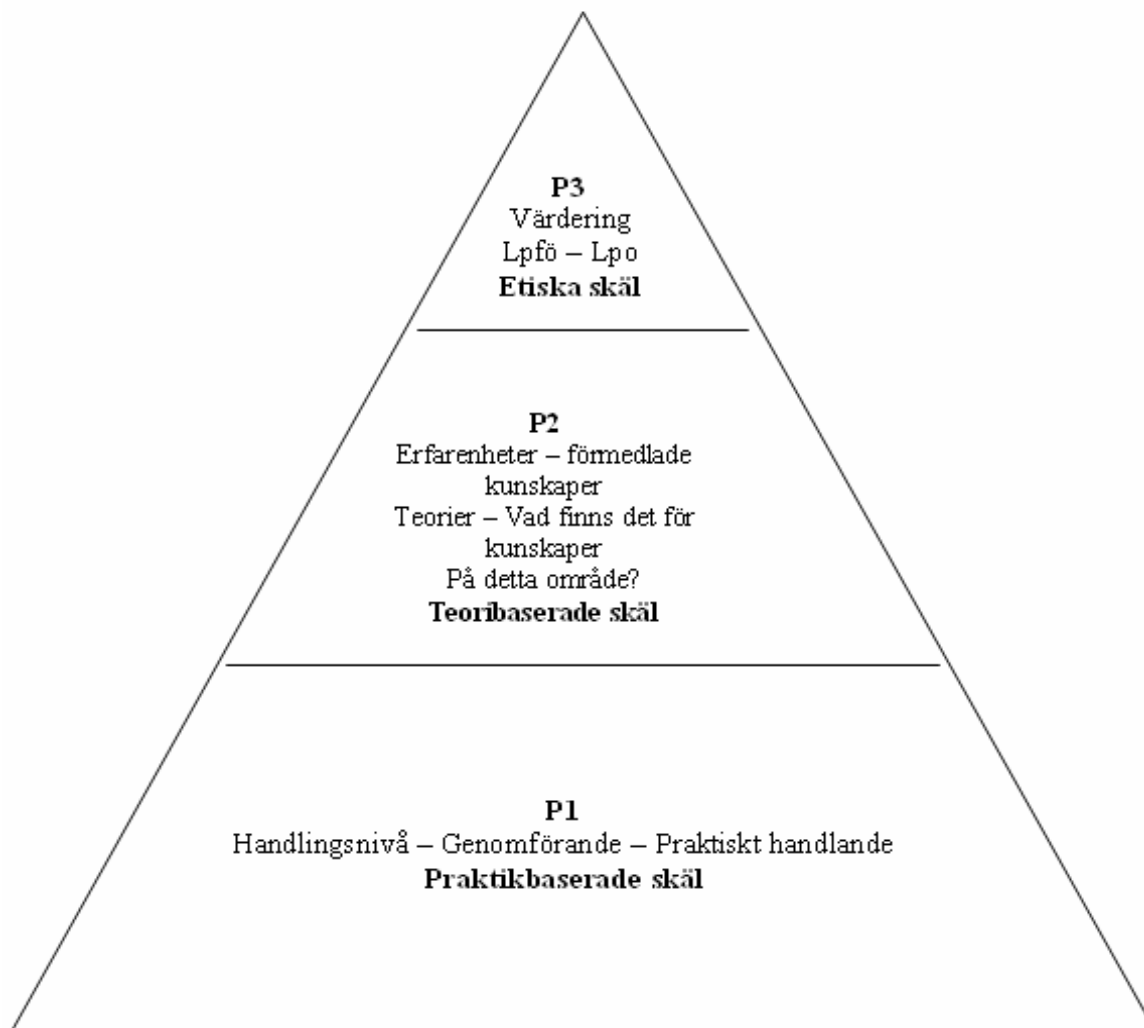 P3
Värdering
Lpfö – Lpo
Etiska skäl
P2
Erfarenheter – förmedlade
kunskaper
Teorier – Vad finns det för
kunskaper
På detta område?
Teoribaserade skäl
P1
Handlingsnivå – Genomförande – Praktiskt handlande
Praktikbaserade skäl